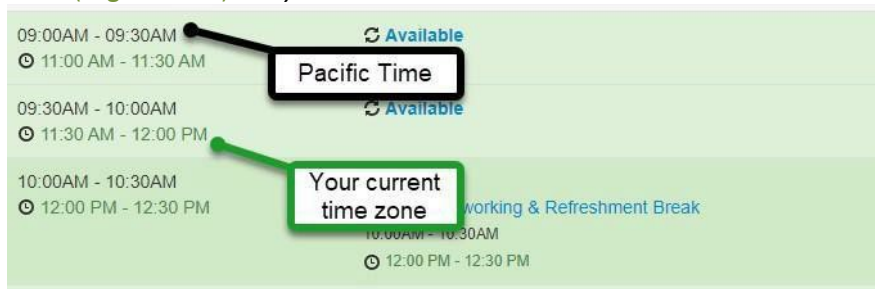 09:00AM - 09:30AM Available
11:00 AM - 11:30 AM
Pacific Time
09:30AM - 10:00AM Available
11:30 AM - 12:00 PM
10:00AM - 10:30AM
Your current
time zone
12:00 PM - 12:30 PM
& Refreshment Break
10:00AM - 10:30AM
12:00 PM - 12:30 PM